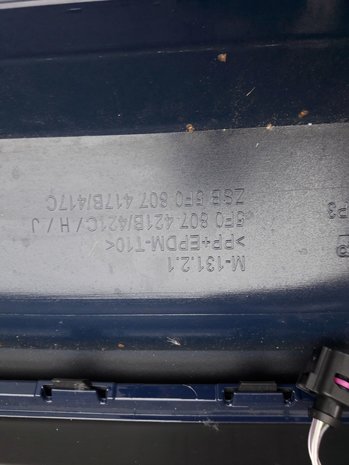 M-131.2.1
>PP+EPDM-T10<
5F0 807 421B/421C / H / J
ZSB 5F0 807 417B/417C